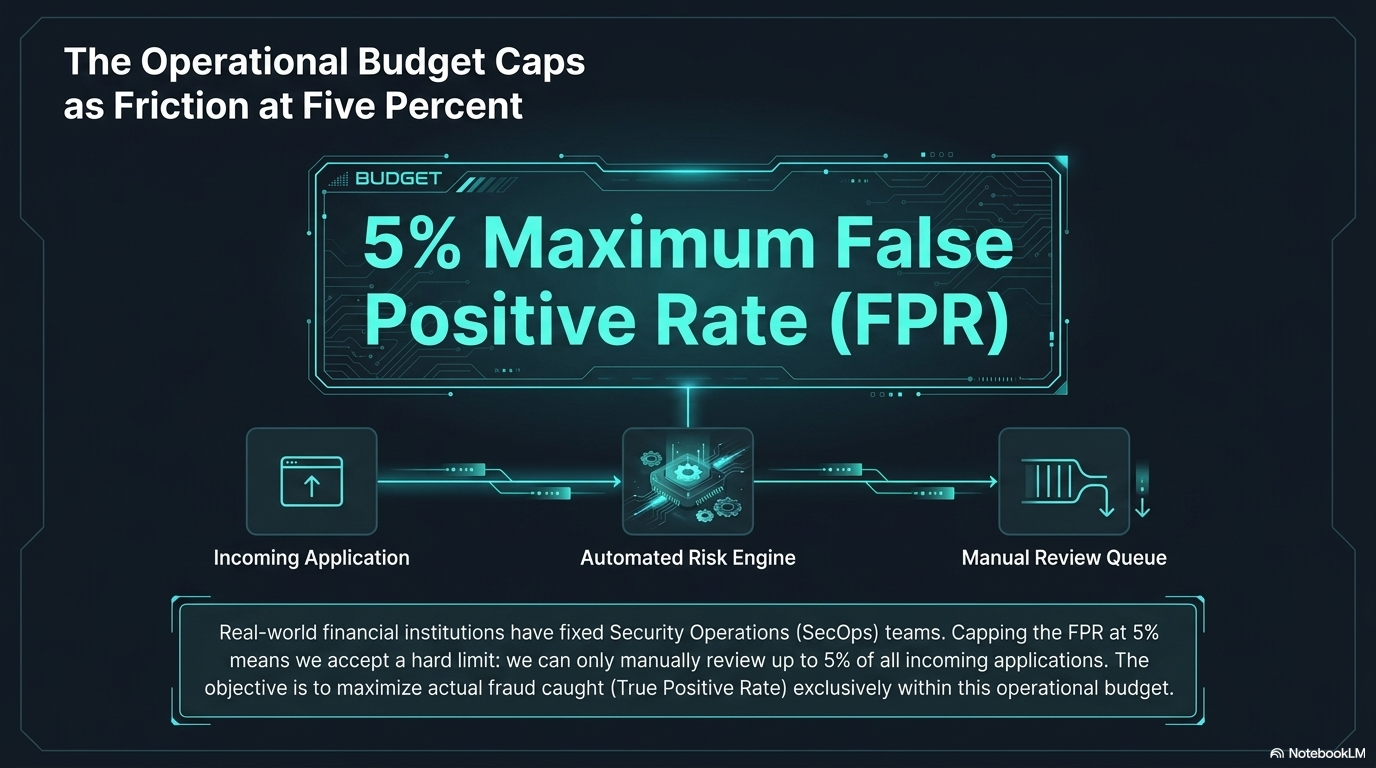 The Operational Budget Caps
as Friction at Five Percent
BUDGET
5% Maximum False
Positive Rate (FPR)
Incoming Application
Automated Risk Engine
Manual Review Queue
Real-world financial institutions have fixed Security Operations (SecOps) teams. Capping the FPR at 5%
means we accept a hard limit: we can only manually review up to 5% of all incoming applications. The
objective is to maximize actual fraud caught (True Positive Rate) exclusively within this operational budget.
NotebookLM